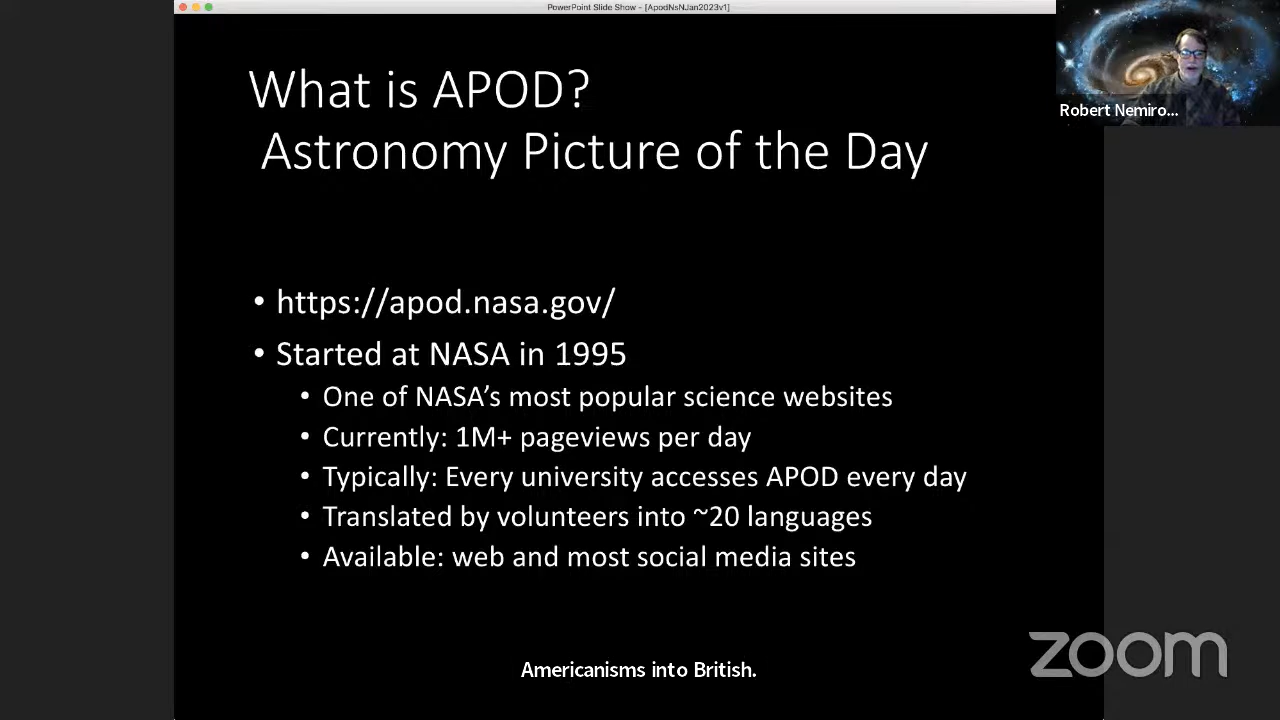 PowerPoint Slide Show - [ApodNsNJan2023v1]
Robert Nemiro...
What is APOD?
Astronomy Picture of the Day
• https://apod.nasa.gov/
• Started at NASA in 1995
• One of NASA’s most popular science websites
• Currently: 1M+ pageviews per day
• Typically: Every university accesses APOD every day
• Translated by volunteers into ~20 languages
• Available: web and most social media sites
zoom
Americanisms into British.